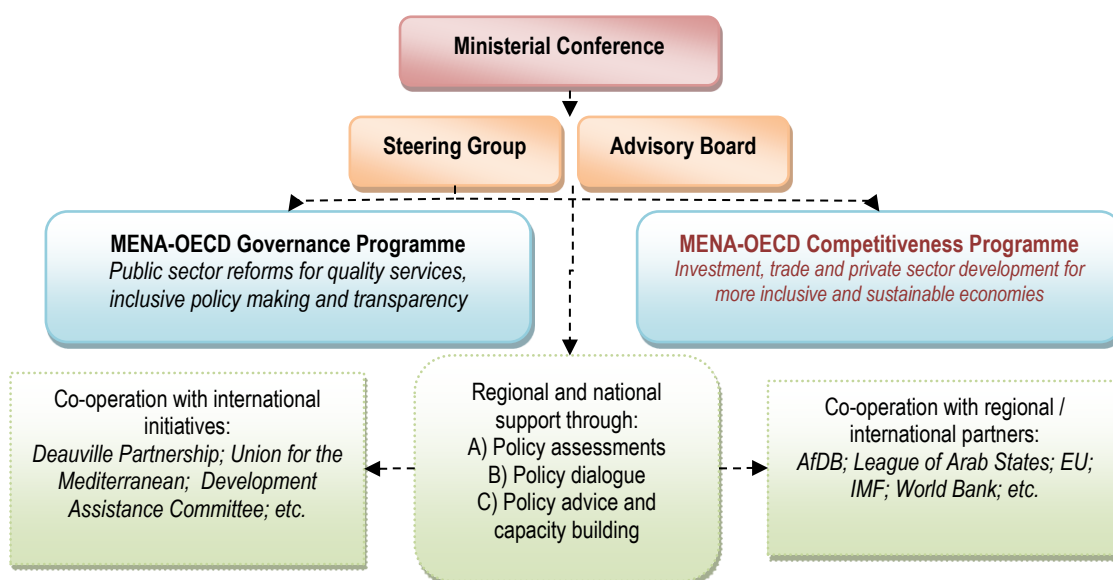 Ministerial Conference
Steering Group
Advisory Board
MENA-OECD Governance Programme
Public sector reforms for quality services,
inclusive policy making and transparency
MENA-OECD Competitiveness Programme
Investment, trade and private sector development for
more inclusive and sustainable economies
Co-operation with international
initiatives:
Deauville Partnership; Union for the
Mediterranean; Development
Assistance Committee; etc.
Regional and national
support through:
A) Policy assessments
B) Policy dialogue
C) Policy advice and
capacity building
Co-operation with regional /
international partners:
AfDB; League of Arab States; EU;
IMF; World Bank; etc.